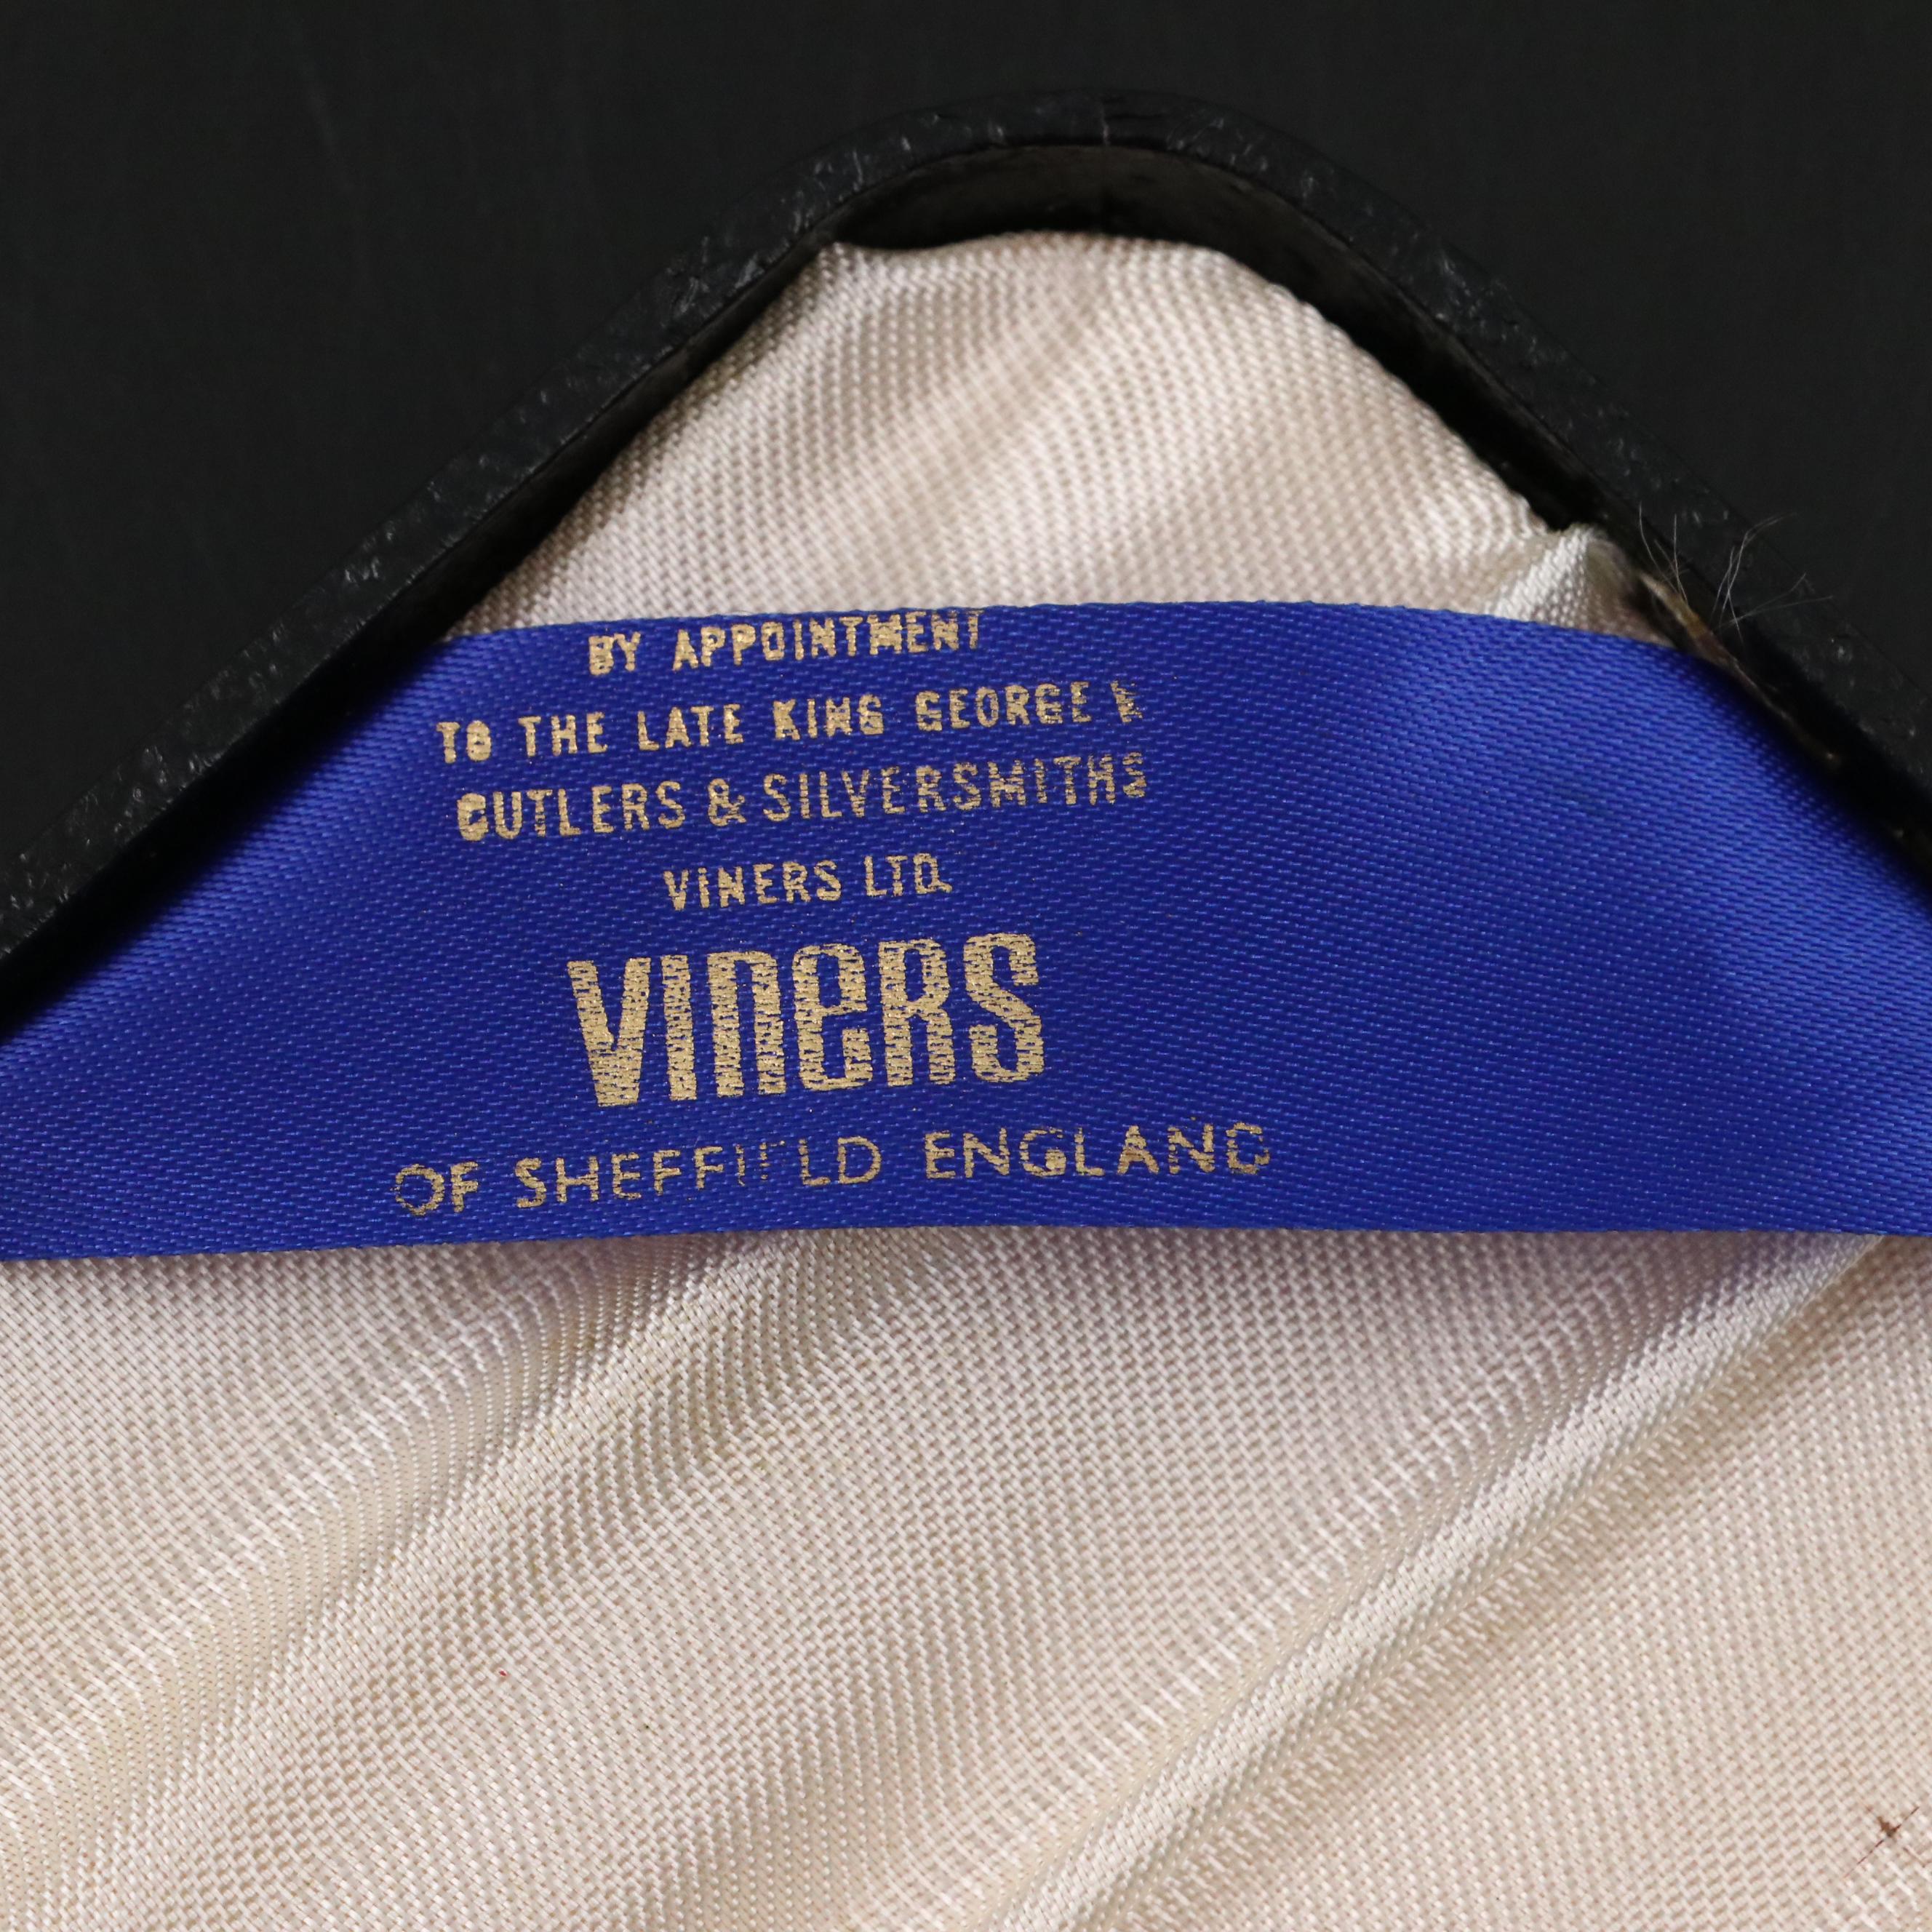 BY APPOINTMENT
TO THE LATE KING GEORGE
CUTLERS & SILVERSMITHS
VINERS LTD.
VINERS
OF SHEFFIELD ENGLAND